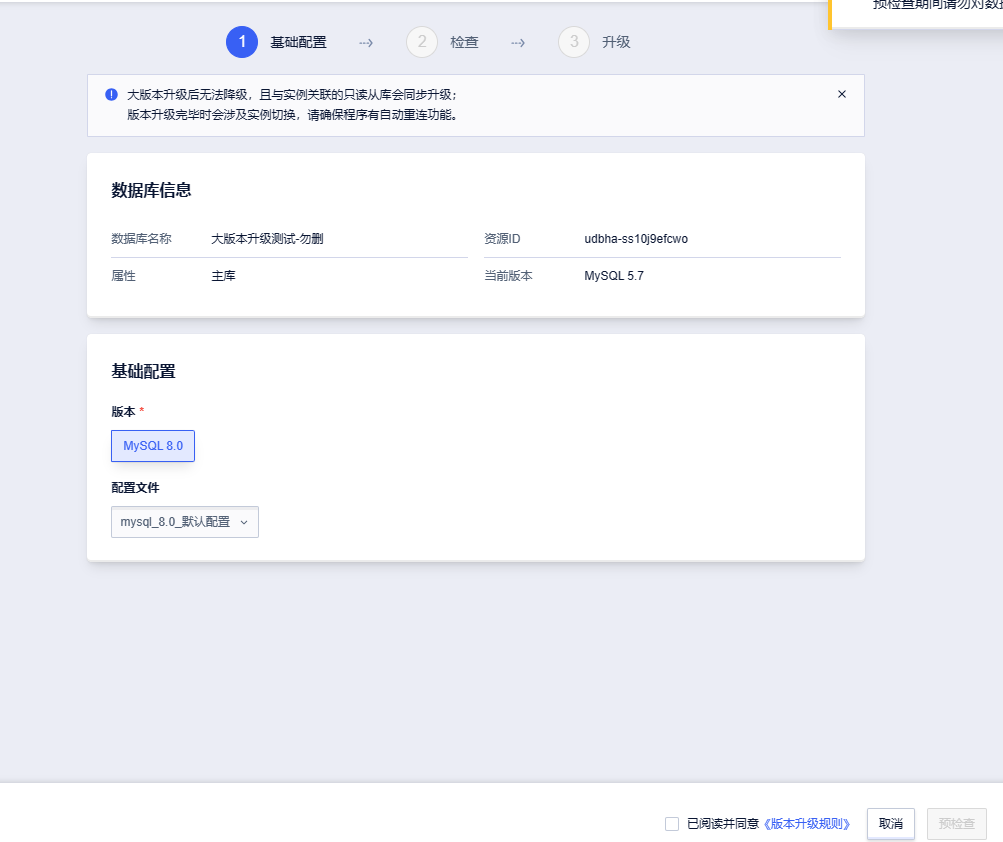 预检查期间请勿对数据
1 基础配置 2 检查 3 升级
大版本升级后无法降级，且与实例关联的只读从库会同步升级；
版本升级完毕时会涉及实例切换，请确保程序有自动重连功能。
数据库信息
数据库名称 大版本升级测试-勿删 资源ID udbha-ss10j9efcwo
属性 主库 当前版本 MySQL 5.7
基础配置
版本 *
MySQL 8.0
配置文件
mysql_8.0_默认配置
已阅读并同意《版本升级规则》 取消 预检查